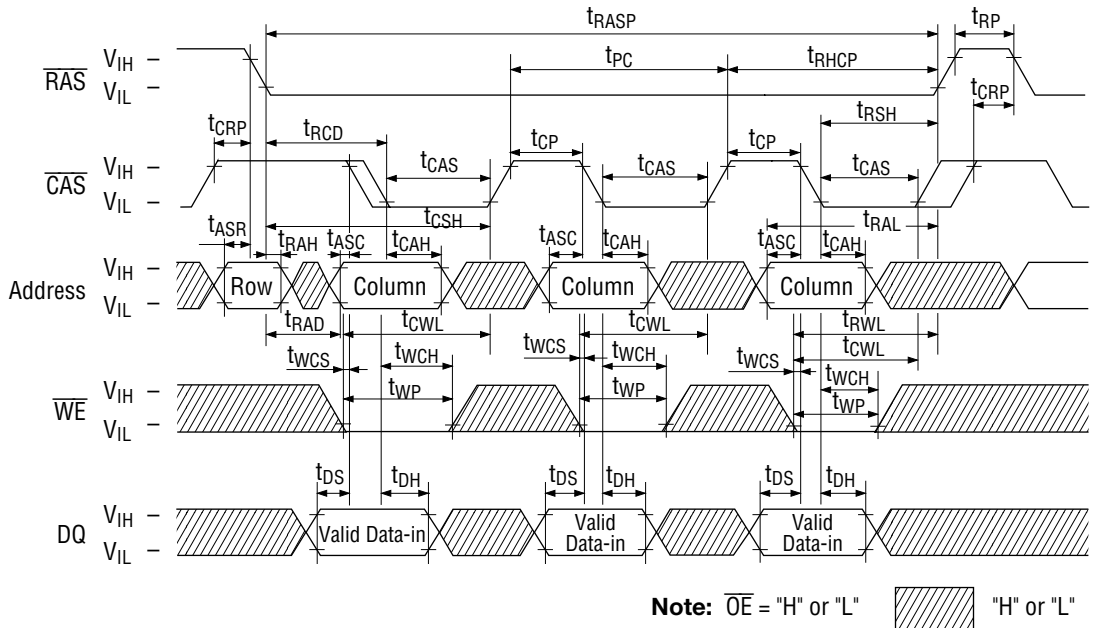 tRASP tRP
tPC tRHCP
RAS VIH
VIL
tCRP tRCD tRSH tCRP
tCP tCP
CAS VIH
VIL
tCAS tCAS tCAS
tCSH tRAL
tASR tRAH tASC tCAH tASC tCAH tASC tCAH
Address VIH
VIL
Row Column Column Column
tRAD tCWL tCWL tRWL
tWCS tWCH tWCS tWCH tWCS tCWL
tWCH
WE VIH
VIL
tWP tWP tWP
tDS tDH tDS tDH tDS tDH
DQ VIH
VIL
Valid Data-in Valid Data-in Valid Data-in
Note: OE = "H" or "L" "H" or "L"